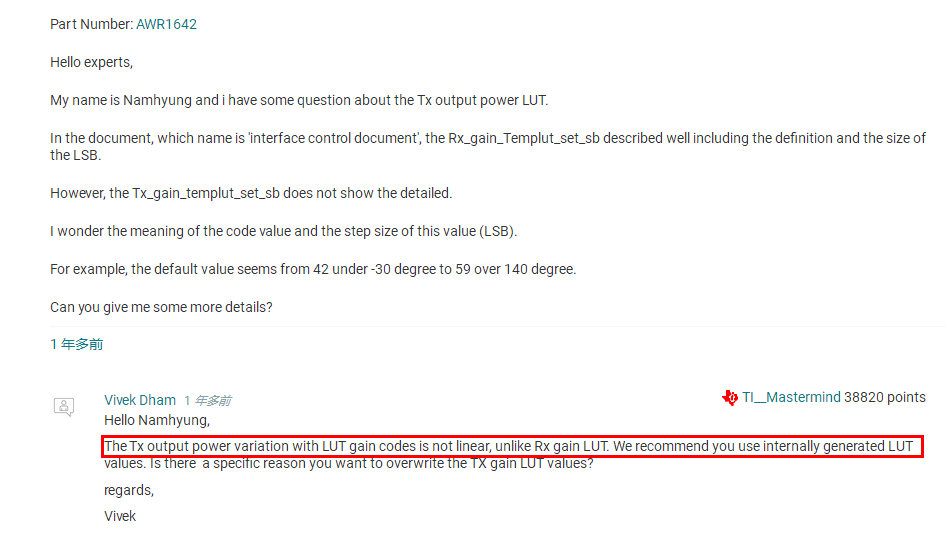 Part Number: AWR1642
Hello experts,
My name is Namhyung and i have some question about the Tx output power LUT.
In the document, which name is 'interface control document', the Rx_gain_Templut_set_sb described well including the definition and the size of
the LSB.
However, the Tx_gain_templut_set_sb does not show the detailed.
I wonder the meaning of the code value and the step size of this value (LSB).
For example, the default value seems from 42 under -30 degree to 59 over 140 degree.
Can you give me some more details?
1 年多前
Vivek Dham 1 年多前 TI__Mastermind 38820 points
Hello Namhyung,
The Tx output power variation with LUT gain codes is not linear, unlike Rx gain LUT. We recommend you use internally generated LUT
values. Is there a specific reason you want to overwrite the TX gain LUT values?
regards,
Vivek